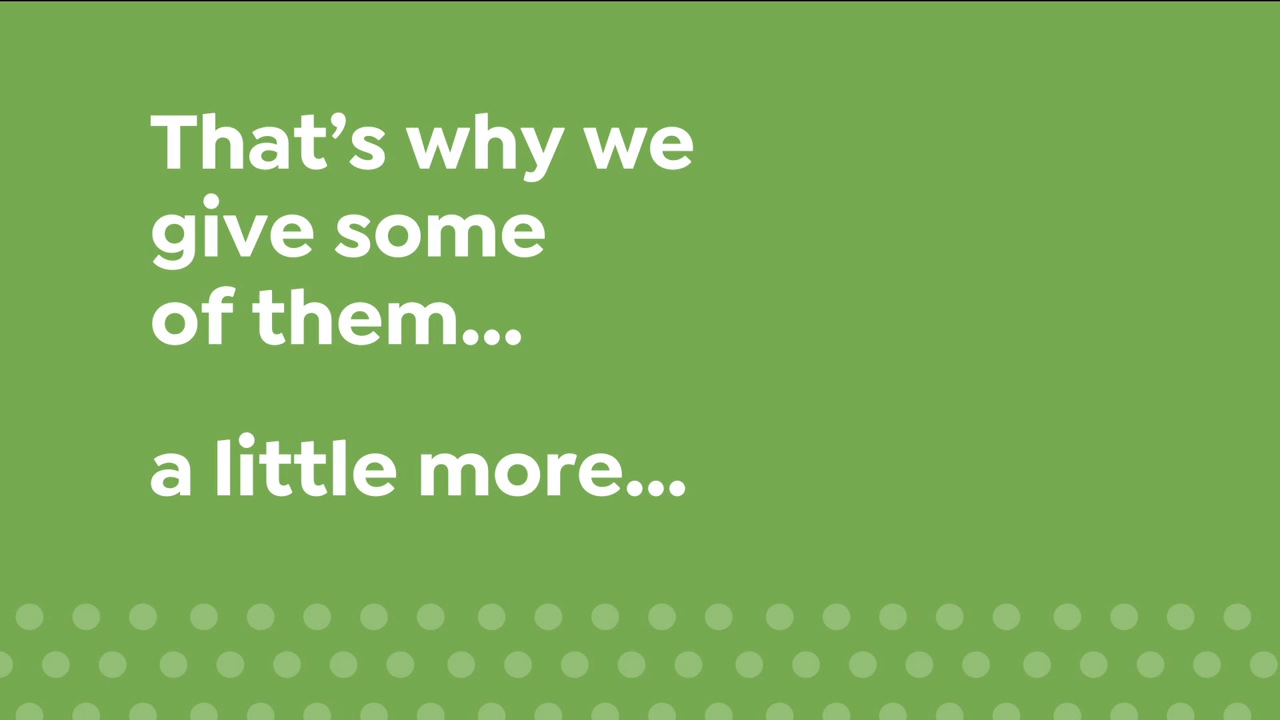 That’s why we
give some
of them...
a little more...